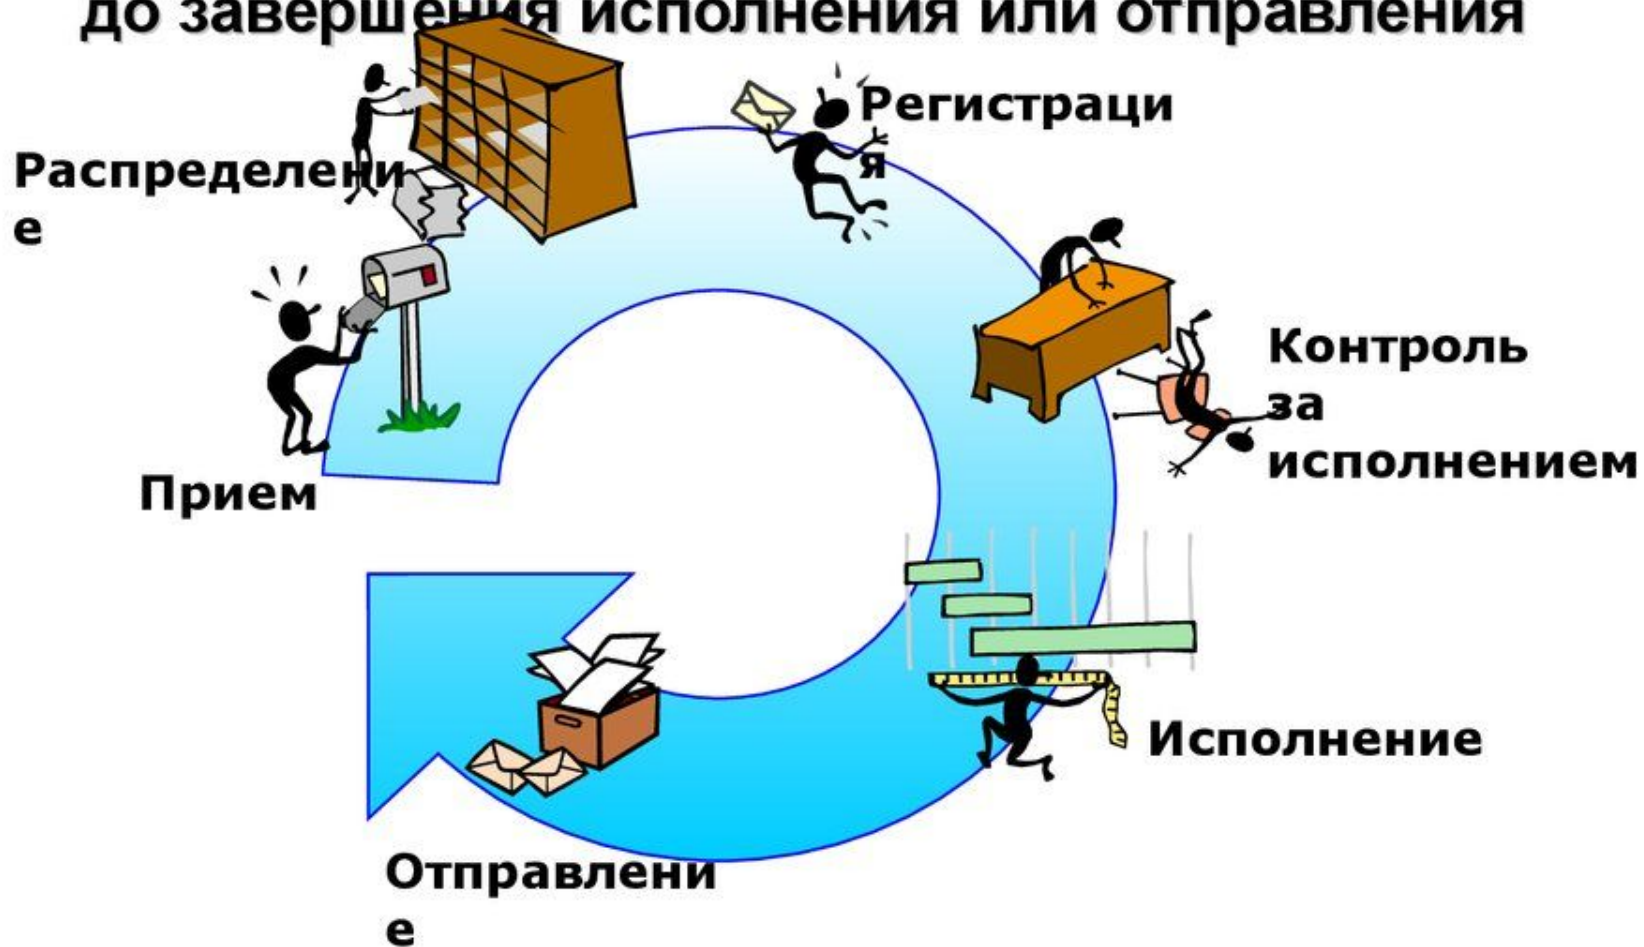 до завершения исполнения или отправления
Регистраци
я
Распределени
е
Контроль
за
исполнением
Прием
Исполнение
Отправлени
е